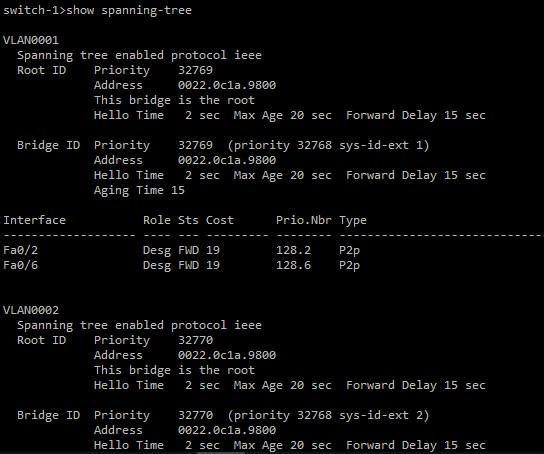 switch-1>show spanning-tree
VLAN0001
  Spanning tree enabled protocol ieee
  Root ID    Priority    32769
             Address     0022.0c1a.9800
             This bridge is the root
             Hello Time   2 sec  Max Age 20 sec  Forward Delay 15 sec
  Bridge ID  Priority    32769  (priority 32768 sys-id-ext 1)
             Address     0022.0c1a.9800
             Hello Time   2 sec  Max Age 20 sec  Forward Delay 15 sec
             Aging Time 15
Interface           Role Sts Cost      Prio.Nbr Type
------------------- ---- --- --------- -------- --------------------------------
Fa0/2               Desg FWD 19        128.2    P2p
Fa0/6               Desg FWD 19        128.6    P2p
VLAN0002
  Spanning tree enabled protocol ieee
  Root ID    Priority    32770
             Address     0022.0c1a.9800
             This bridge is the root
             Hello Time   2 sec  Max Age 20 sec  Forward Delay 15 sec
  Bridge ID  Priority    32770  (priority 32768 sys-id-ext 2)
             Address     0022.0c1a.9800
             Hello Time   2 sec  Max Age 20 sec  Forward Delay 15 sec